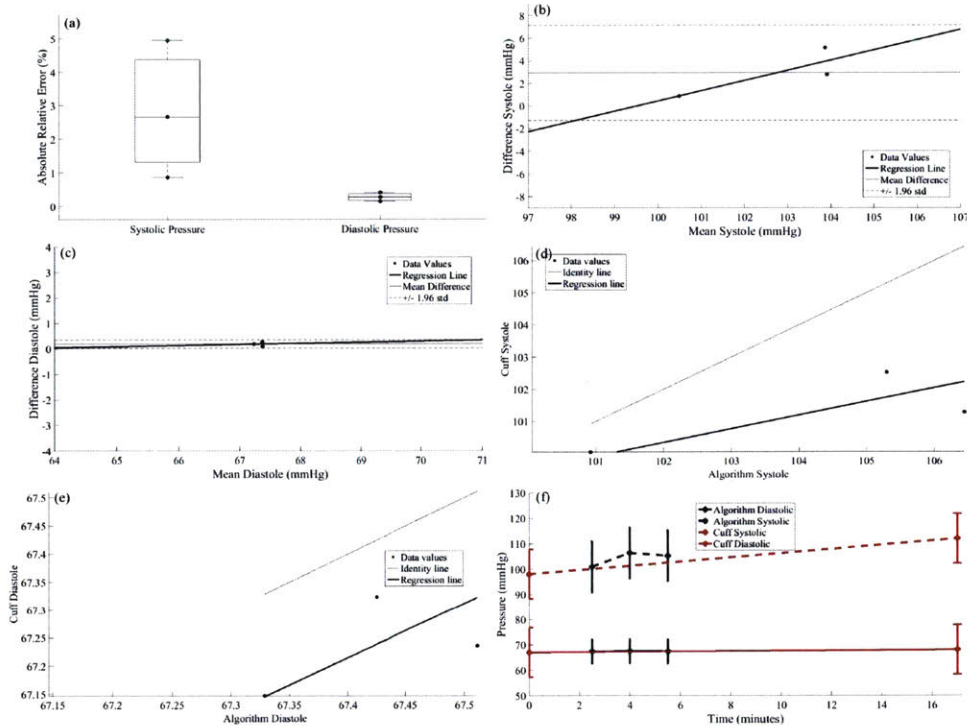 (a)
Absolute Relative Error (%)
5
4
3
2
1
0
Systolic Pressure
Diastolic Pressure
(b)
Difference Systole (mmHg)
8
6
4
2
0
-2
-4
-6
-8
97 98 99 100 101 102 103 104 105 106 107
Mean Systole (mmHg)
Data Values
Regression Line
Mean Difference
+/- 1.96 std
(c)
Difference Diastole (mmHg)
4
3
2
1
0
-1
-2
-3
-4
64 65 66 67 68 69 70 71
Mean Diastole (mmHg)
Data Values
Regression Line
Mean Difference
+/- 1.96 std
(d)
Cuff Systole
106
105
104
103
102
101
101 102 103 104 105 106
Algorithm Systole
Data values
Identity line
Regression line
(e)
Cuff Diastole
67.5
67.45
67.4
67.35
67.3
67.25
67.2
67.15
67.15 67.2 67.25 67.3 67.35 67.4 67.45 67.5
Algorithm Diastole
Data values
Identity line
Regression line
(f)
Pressure (mmHg)
130
120
110
100
90
80
70
60
50
0 2 4 6 8 10 12 14 16
Time (minutes)
Algorithm Diastolic
Algorithm Systolic
Cuff Systolic
Cuff Diastolic